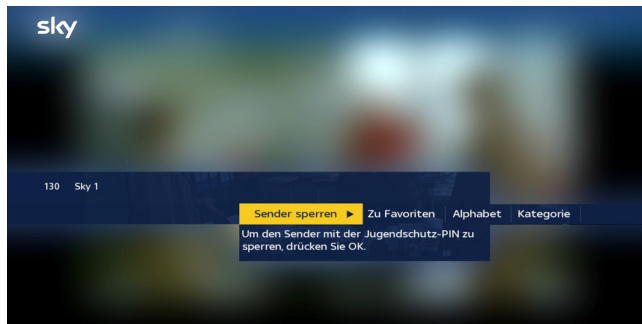 sky
130 Sky 1
Sender sperren ► Zu Favoriten Alphabet Kategorie
Um den Sender mit der Jugendschutz-PIN zu
sperren, drücken Sie OK.